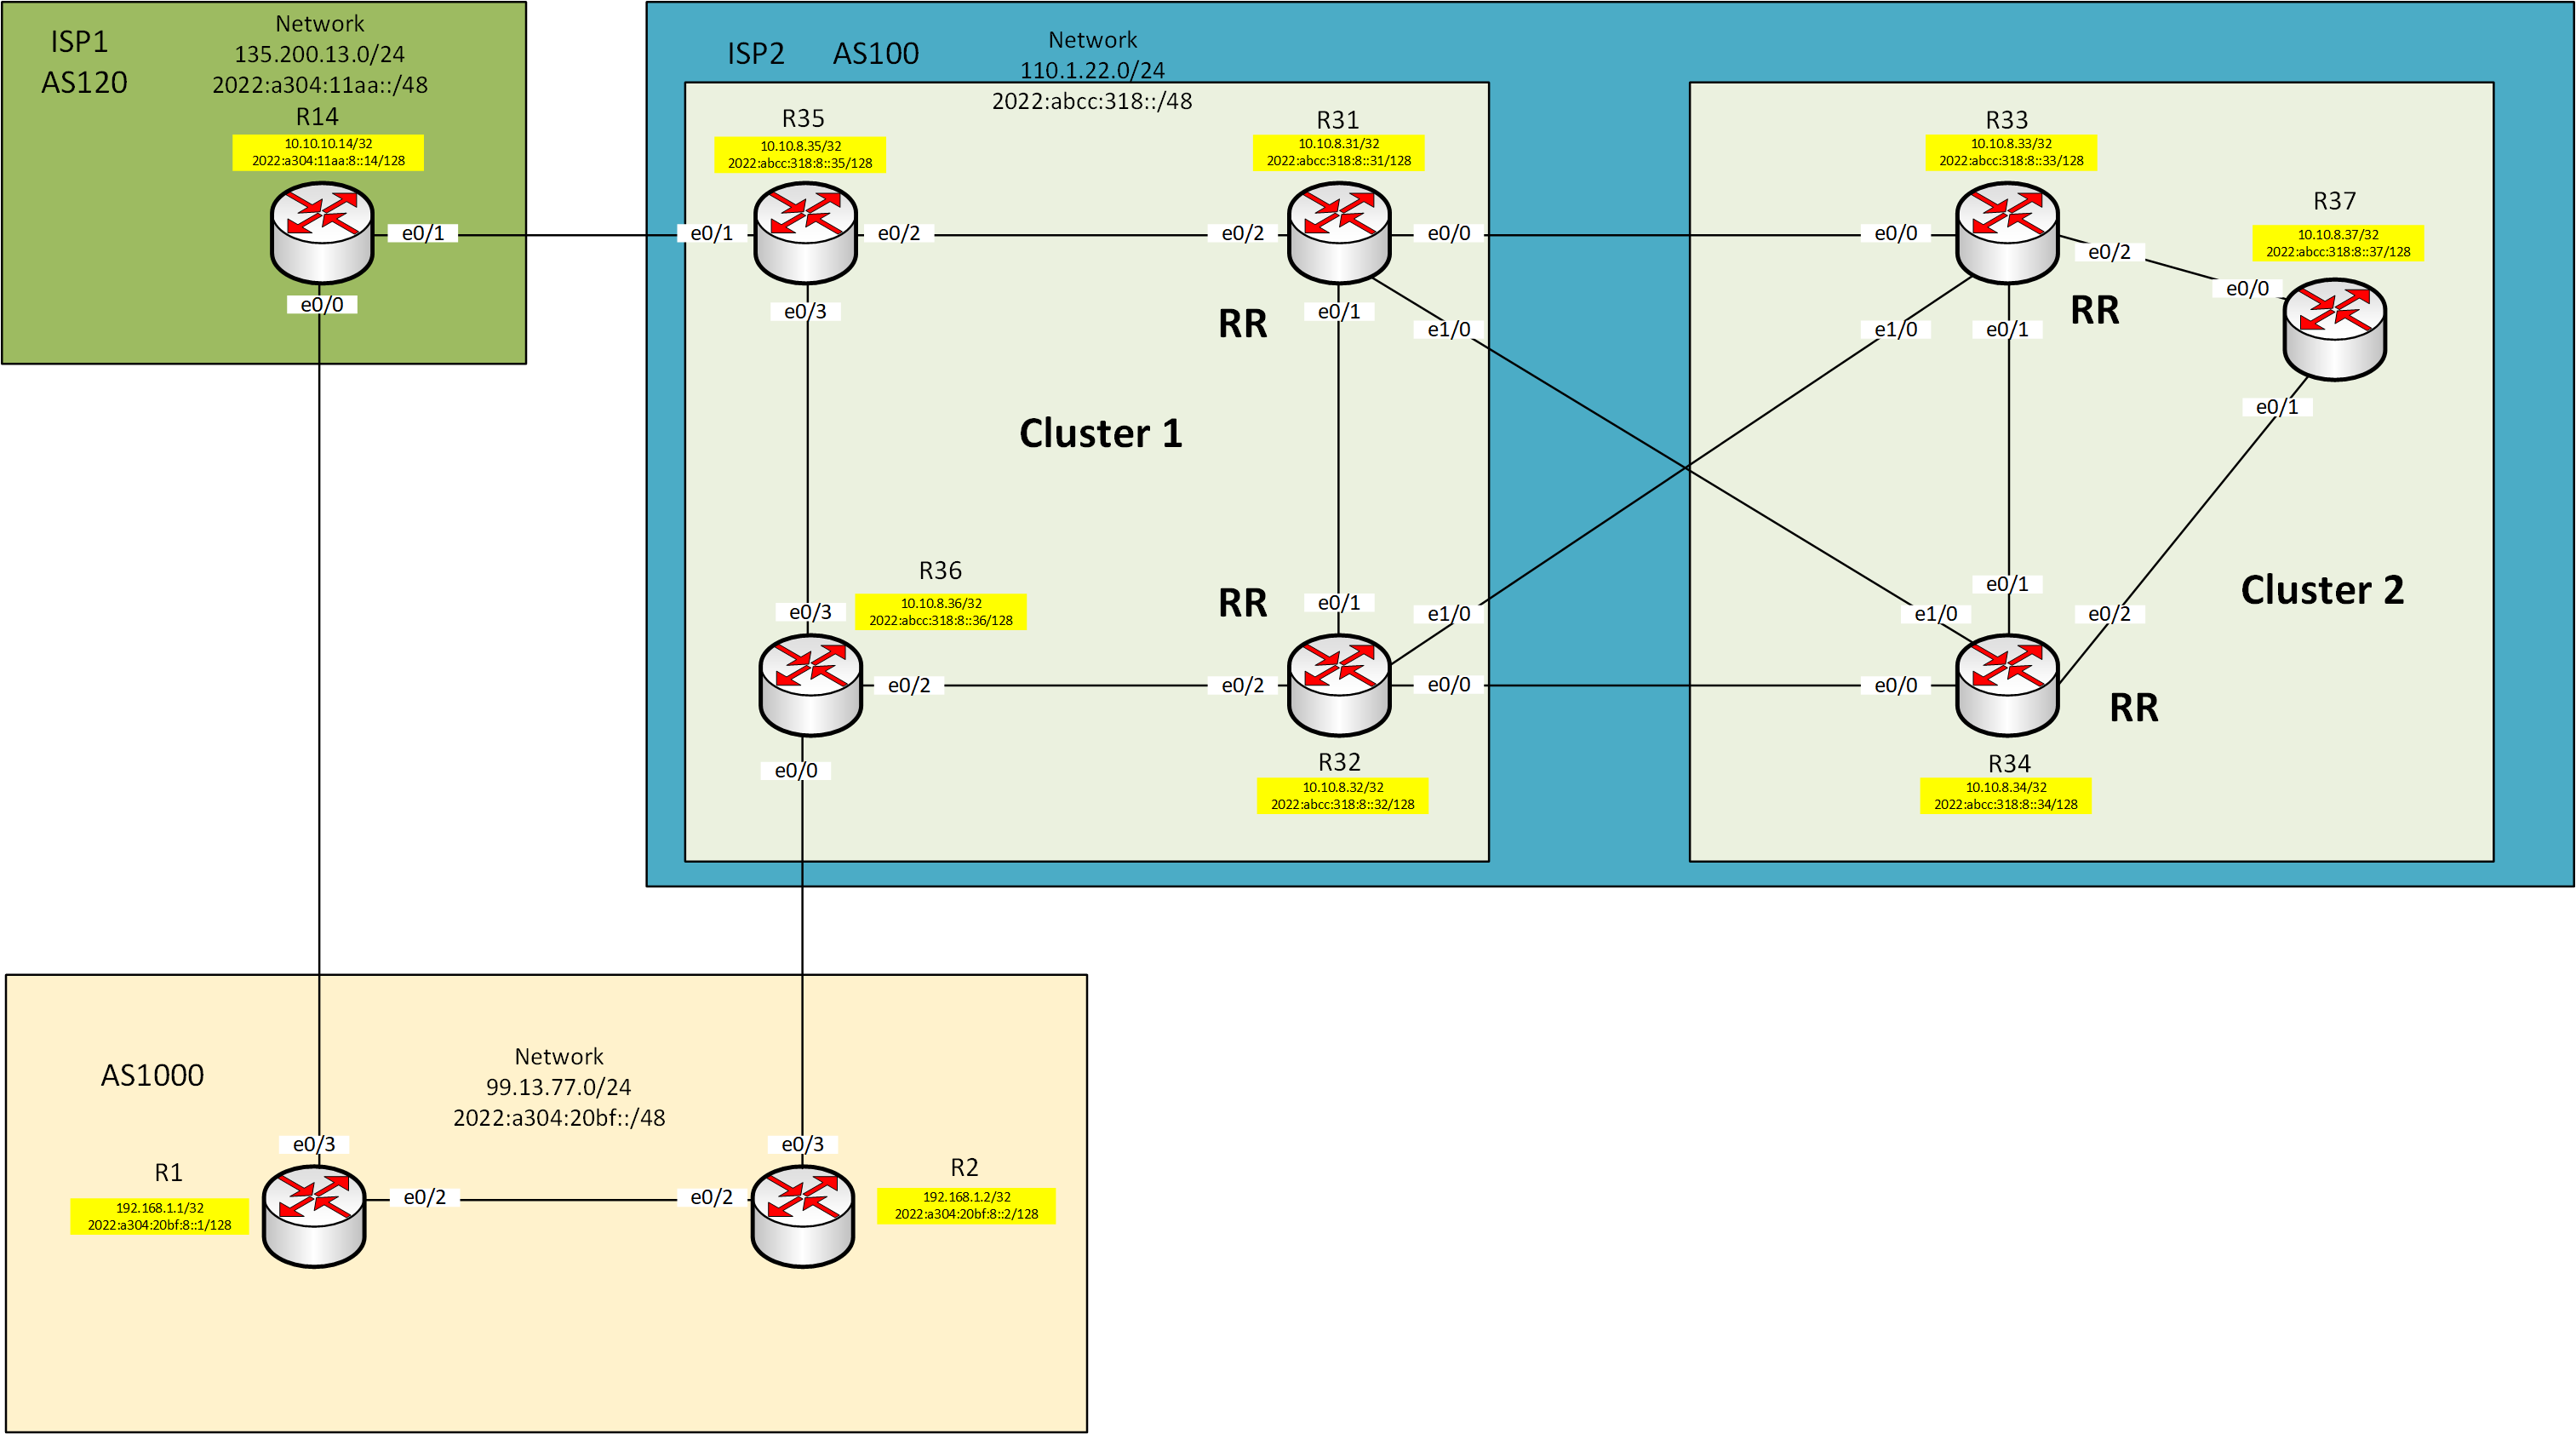 ISP1
AS120
Network
135.200.13.0/24
2022:a304:11aa::/48
R14
10.10.10.14/32
2022:a304:11aa:8::14/128
e0/1
e0/0
ISP2 AS100
Network
110.1.22.0/24
2022:abcc:318::/48
R35
10.10.8.35/32
2022:abcc:318:8::35/128
e0/1
e0/2
e0/3
R31
10.10.8.31/32
2022:abcc:318:8::31/128
e0/2
e0/0
e0/1
e1/0
RR
Cluster 1
R36
10.10.8.36/32
2022:abcc:318:8::36/128
e0/3
e0/2
e0/0
RR
e0/1
e1/0
e0/2
e0/0
R32
10.10.8.32/32
2022:abcc:318:8::32/128
R33
10.10.8.33/32
2022:abcc:318:8::33/128
e0/0
e0/2
e1/0
e0/1
RR
R37
10.10.8.37/32
2022:abcc:318:8::37/128
e0/0
e0/1
Cluster 2
e0/1
e1/0
e0/2
e0/0
RR
R34
10.10.8.34/32
2022:abcc:318:8::34/128
AS1000
Network
99.13.77.0/24
2022:a304:20bf::/48
e0/3
R1
192.168.1.1/32
2022:a304:20bf:8::1/128
e0/2
e0/3
e0/2
R2
192.168.1.2/32
2022:a304:20bf:8::2/128